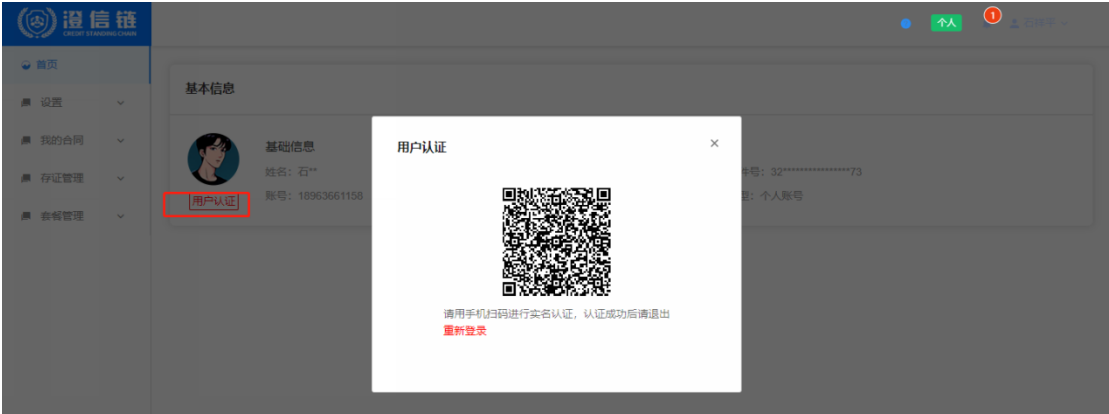 澄信链
CREDIT STANDING CHAIN
个人
1
首页
设置
我的合同
存证管理
套餐管理
基本信息
基础信息
姓名：石**
账号：18963661158
用户认证
件号：32****************73
型：个人账号
用户认证
×
请用手机扫码进行实名认证，认证成功后请退出
重新登录